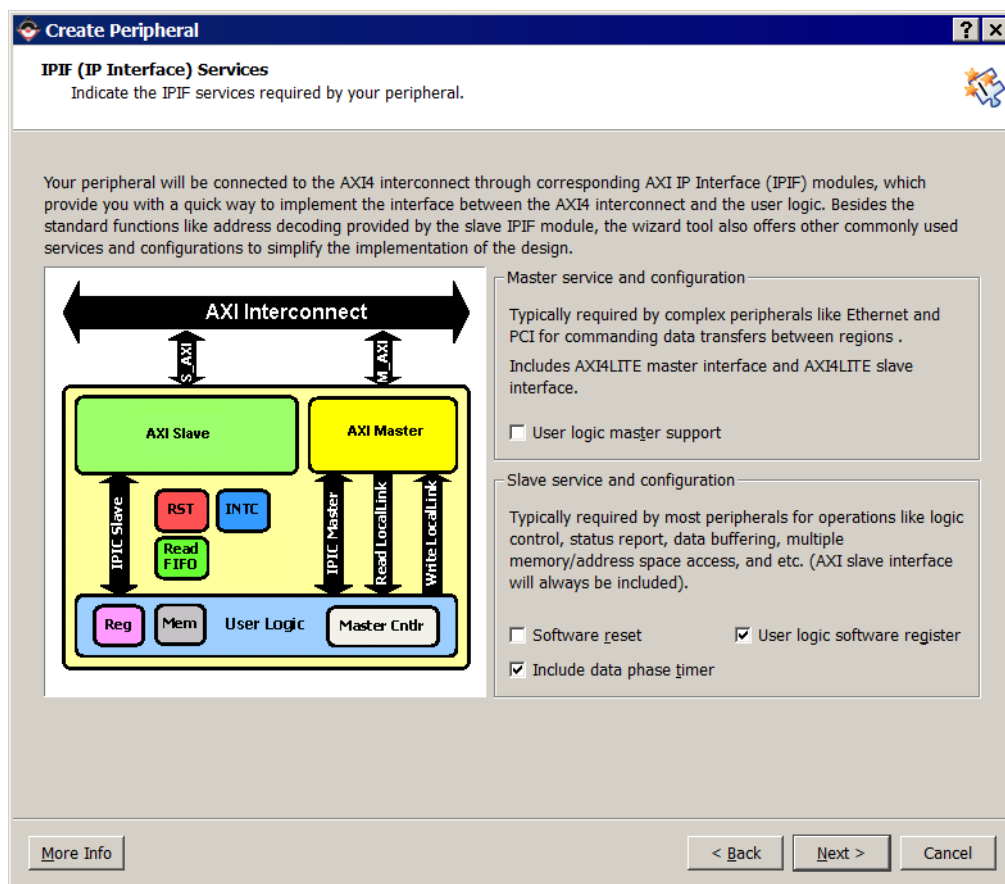 Create Peripheral
IPIF (IP Interface) Services
Indicate the IPIF services required by your peripheral.
Your peripheral will be connected to the AXI4 interconnect through corresponding AXI IP Interface (IPIF) modules, which
provide you with a quick way to implement the interface between the AXI4 interconnect and the user logic. Besides the
standard functions like address decoding provided by the slave IPIF module, the wizard tool also offers other commonly used
services and configurations to simplify the implementation of the design.
AXI Interconnect
S_AXI
M_AXI
AXI Slave
AXI Master
IPIC Slave
RST
INTC
Read
FIFO
IPIC Master
Read LocalLink
Write LocalLink
Reg
Mem
User Logic
Master Cntlr
Master service and configuration
Typically required by complex peripherals like Ethernet and
PCI for commanding data transfers between regions .
Includes AXI4LITE master interface and AXI4LITE slave
interface.
User logic master support
Slave service and configuration
Typically required by most peripherals for operations like logic
control, status report, data buffering, multiple
memory/address space access, and etc. (AXI slave interface
will always be included).
Software reset
User logic software register
Include data phase timer
More Info
< Back
Next >
Cancel